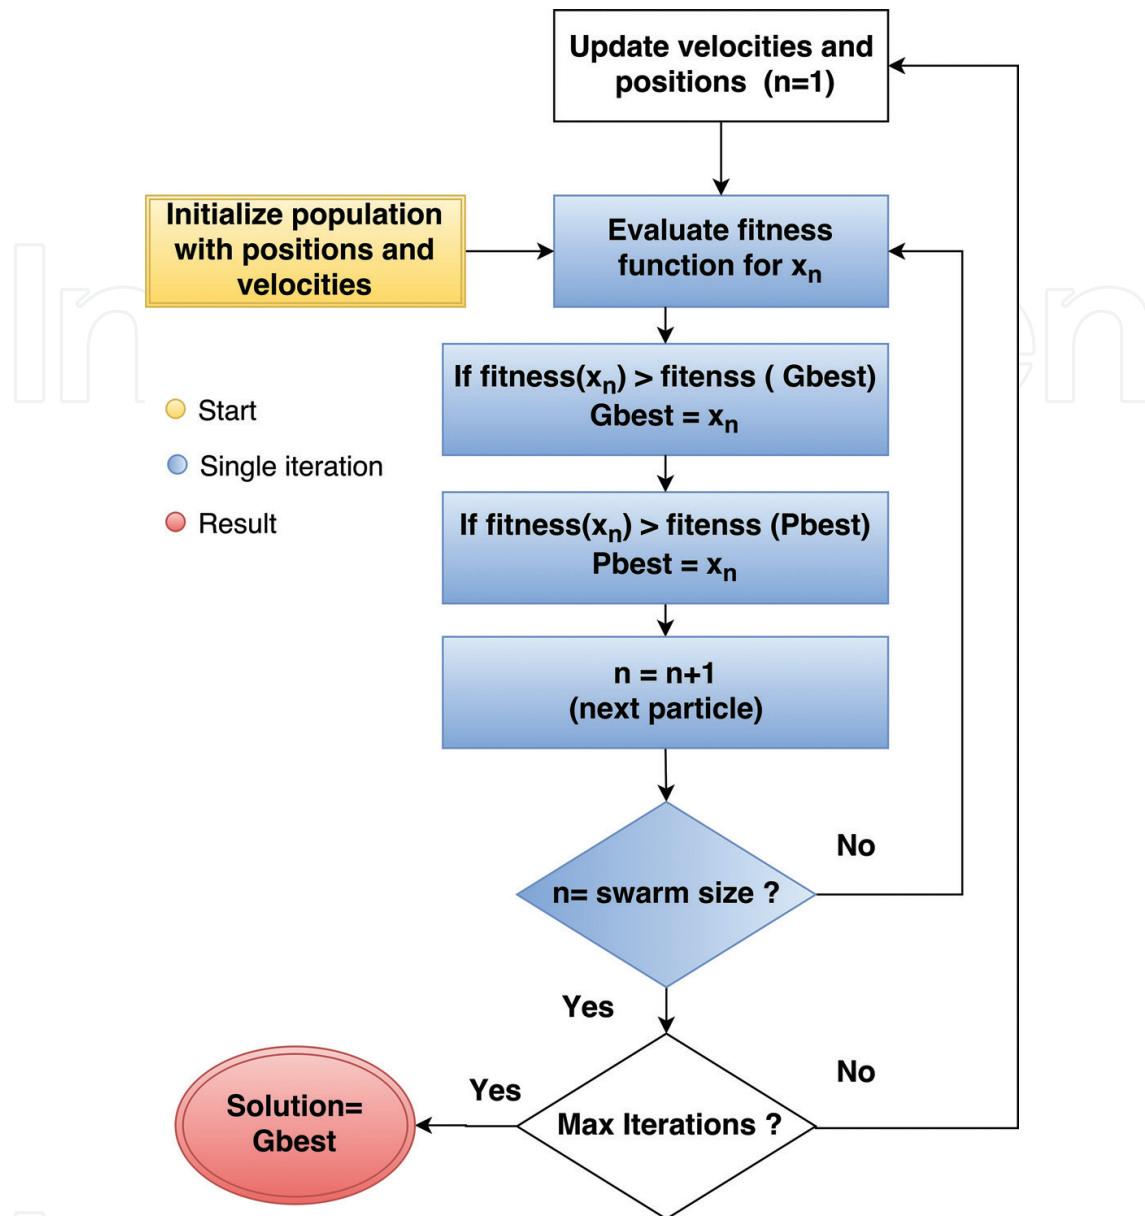 Update velocities and
positions (n=1)
Initialize population
with positions and
velocities
Evaluate fitness
function for xn
If fitness(xn) > fitenss ( Gbest)
Gbest = xn
Start
Single iteration
Result
If fitness(xn) > fitenss (Pbest)
Pbest = xn
n = n+1
(next particle)
n= swarm size ?
No
Yes
Max Iterations ?
No
Yes
Solution=
Gbest